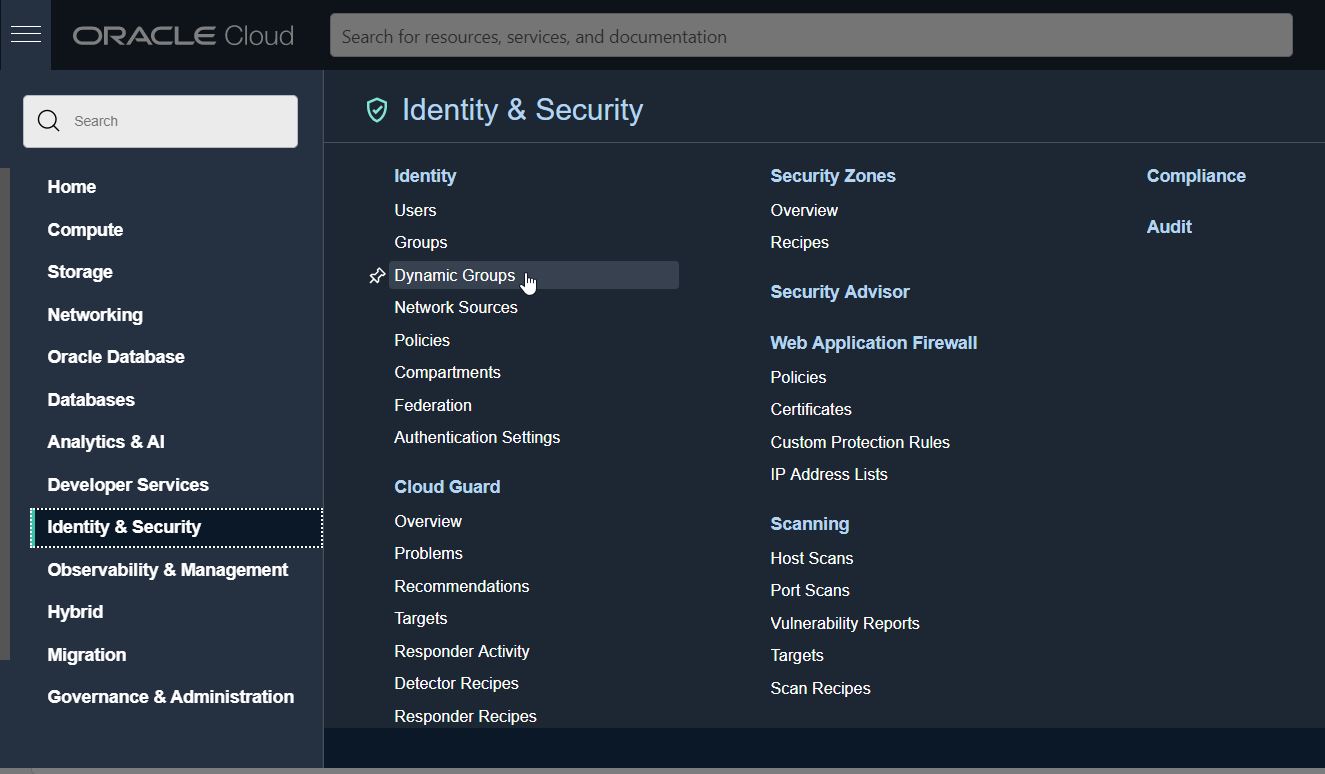 ORACLE Cloud
Search for resources, services, and documentation
Search
Home
Compute
Storage
Networking
Oracle Database
Databases
Analytics & AI
Developer Services
Identity & Security
Observability & Management
Hybrid
Migration
Governance & Administration
Identity & Security
Identity
Users
Groups
Dynamic Groups
Network Sources
Policies
Compartments
Federation
Authentication Settings
Cloud Guard
Overview
Problems
Recommendations
Targets
Responder Activity
Detector Recipes
Responder Recipes
Security Zones
Overview
Recipes
Security Advisor
Web Application Firewall
Policies
Certificates
Custom Protection Rules
IP Address Lists
Scanning
Host Scans
Port Scans
Vulnerability Reports
Targets
Scan Recipes
Compliance
Audit